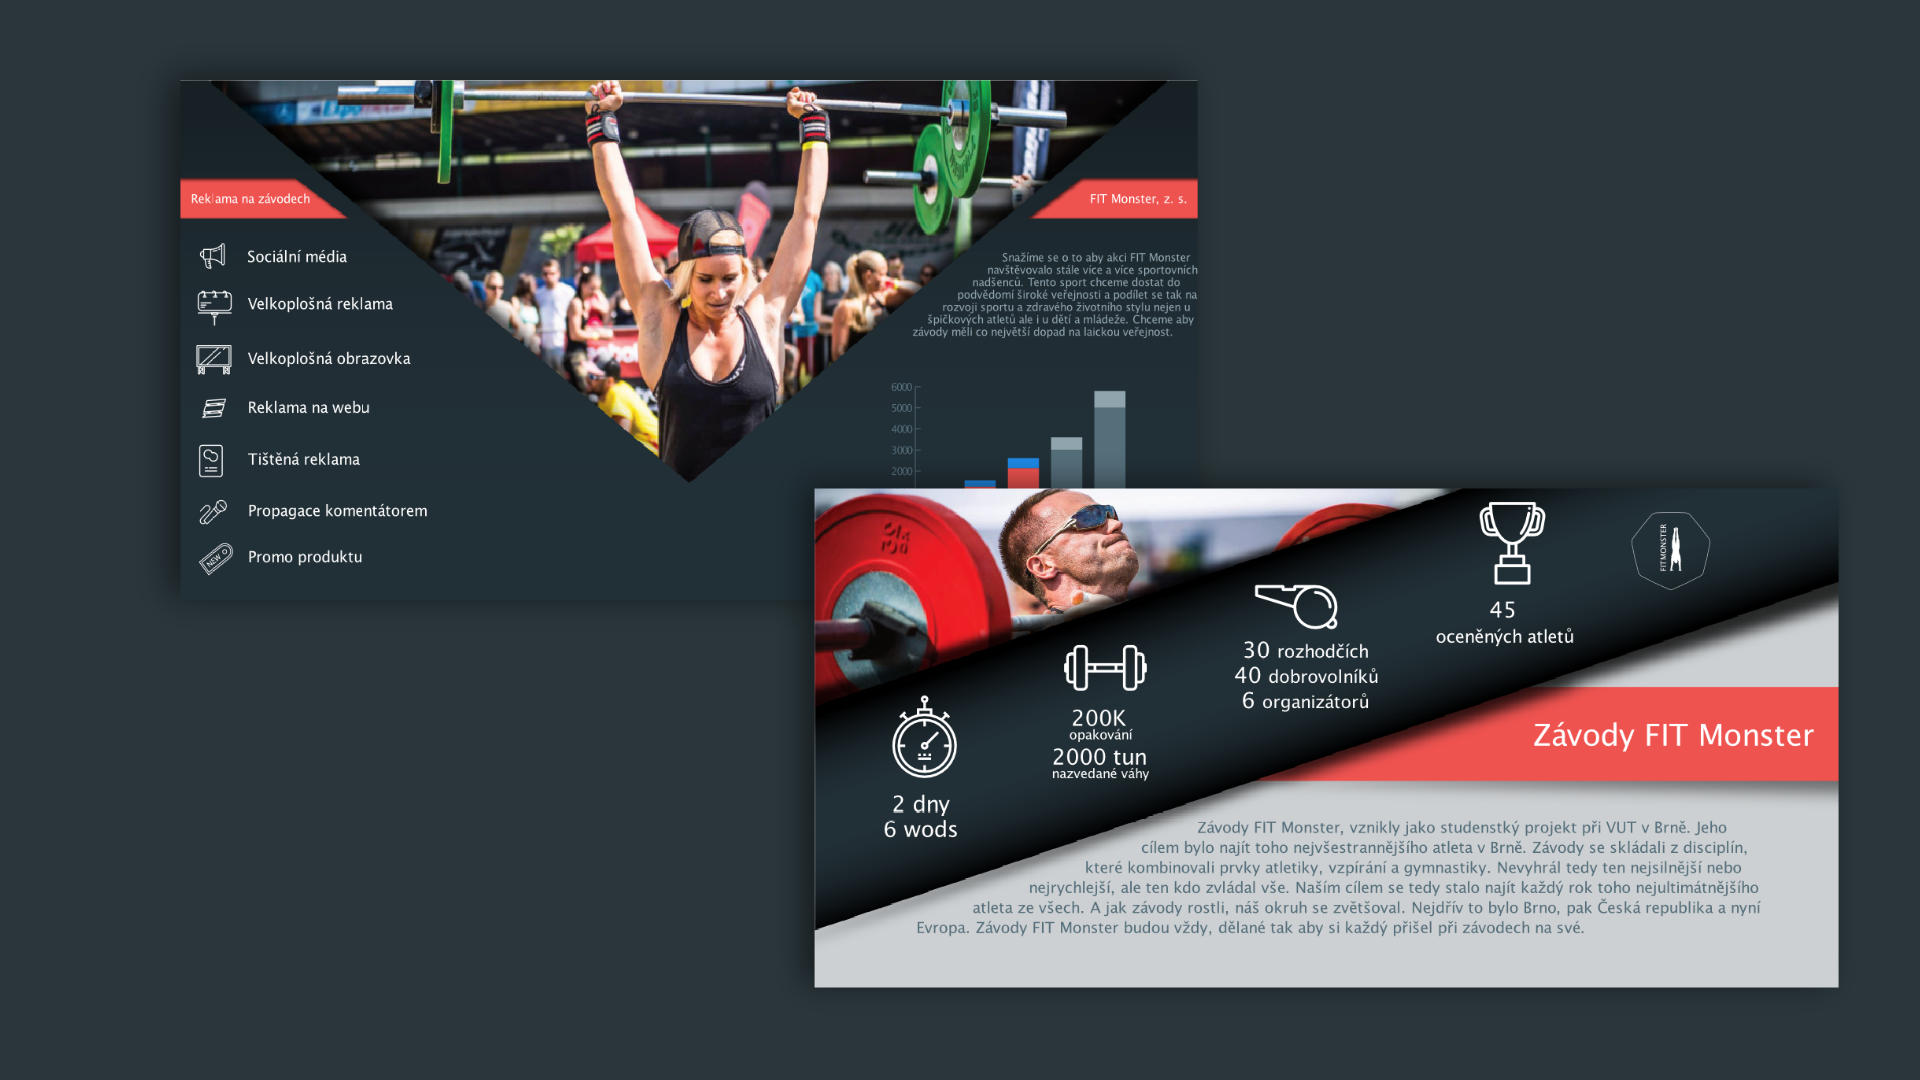 Reklama na závodech
FIT Monster, z. s.
Sociální média
Velkoplošná reklama
Velkoplošná obrazovka
Reklama na webu
Tištěná reklama
Propagace komentátorem
NEW
Promo produktu
Snažíme se o to aby akci FIT Monster
navštěvovalo stále více a více sportovních
nadšenců. Tento sport chceme dostat do
podvědomí široké veřejnosti a podílet se tak na
rozvoji sportu a zdravého životního stylu nejen u
špičkových atletů ale i u dětí a mládeže. Chceme aby
závody měli co největší dopad na laickou veřejnost.
6000
5000
4000
3000
2000
2 dny
6 wods
200K
opakování
2000 tun
nazvedané váhy
30 rozhodčích
40 dobrovolníků
6 organizátorů
45
oceněných atletů
FITMONSTER
Závody FIT Monster
Závody FIT Monster, vznikly jako studenstký projekt při VUT v Brně. Jeho
cílem bylo najít toho nejvšestrannějšího atleta v Brně. Závody se skládali z disciplín,
které kombinovali prvky atletiky, vzpírání a gymnastiky. Nevyhrál tedy ten nejsilnější nebo
nejrychlejší, ale ten kdo zvládal vše. Naším cílem se tedy stalo najít každý rok toho nejultimátnějšího
atleta ze všech. A jak závody rostli, náš okruh se zvětšoval. Nejdřív to bylo Brno, pak Česká republika a nyní
Evropa. Závody FIT Monster budou vždy, dělané tak aby si každý přišel při závodech na své.